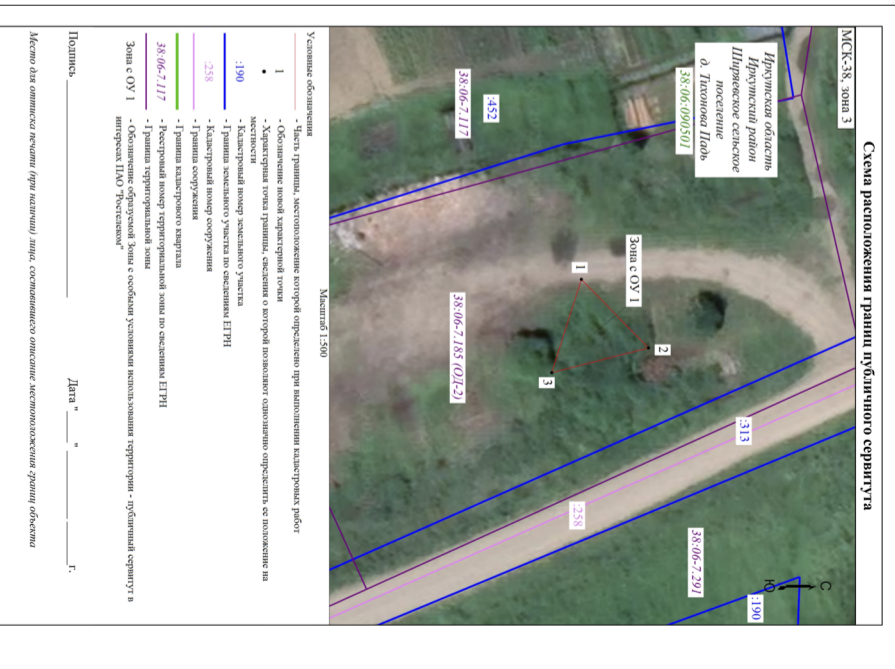 Схема расположения границ публичного сервитута
МСК-38, зона 3
Иркутская область
Иркутский район
Ширяевское сельское
поселение
д. Тихонова Падь
38:06:090501
:452
38:06-7.117
Зона с ОУ 1
1
2
3
38:06-7.185 (ОД-2)
:313
:258
38:06-7.291
:190
С
Ю
Масштаб 1:500
Условные обозначения
- Часть границы, местоположение которой определено при выполнении кадастровых работ
1 - Обозначение новой характерной точки
- Характерная точка границы, сведения о которой позволяют однозначно определить ее положение на
местности
:190 - Кадастровый номер земельного участка
- Граница земельного участка по сведениям ЕГРН
:258 - Кадастровый номер сооружения
- Граница сооружения
- Граница кадастрового квартала
38:06-7.117 - Реестровый номер территориальной зоны по сведениям ЕГРН
- Граница территориальной зоны
Зона с ОУ 1 - Обозначение образуемой Зоны с особыми условиями использования территории - публичный сервитут в
интересах ПАО "Ростелеком"
Подпись ____________________ Дата "____" ____________ ______ г.
Место для оттиска печати (при наличии) лица, составившего описание местоположения границ объекта